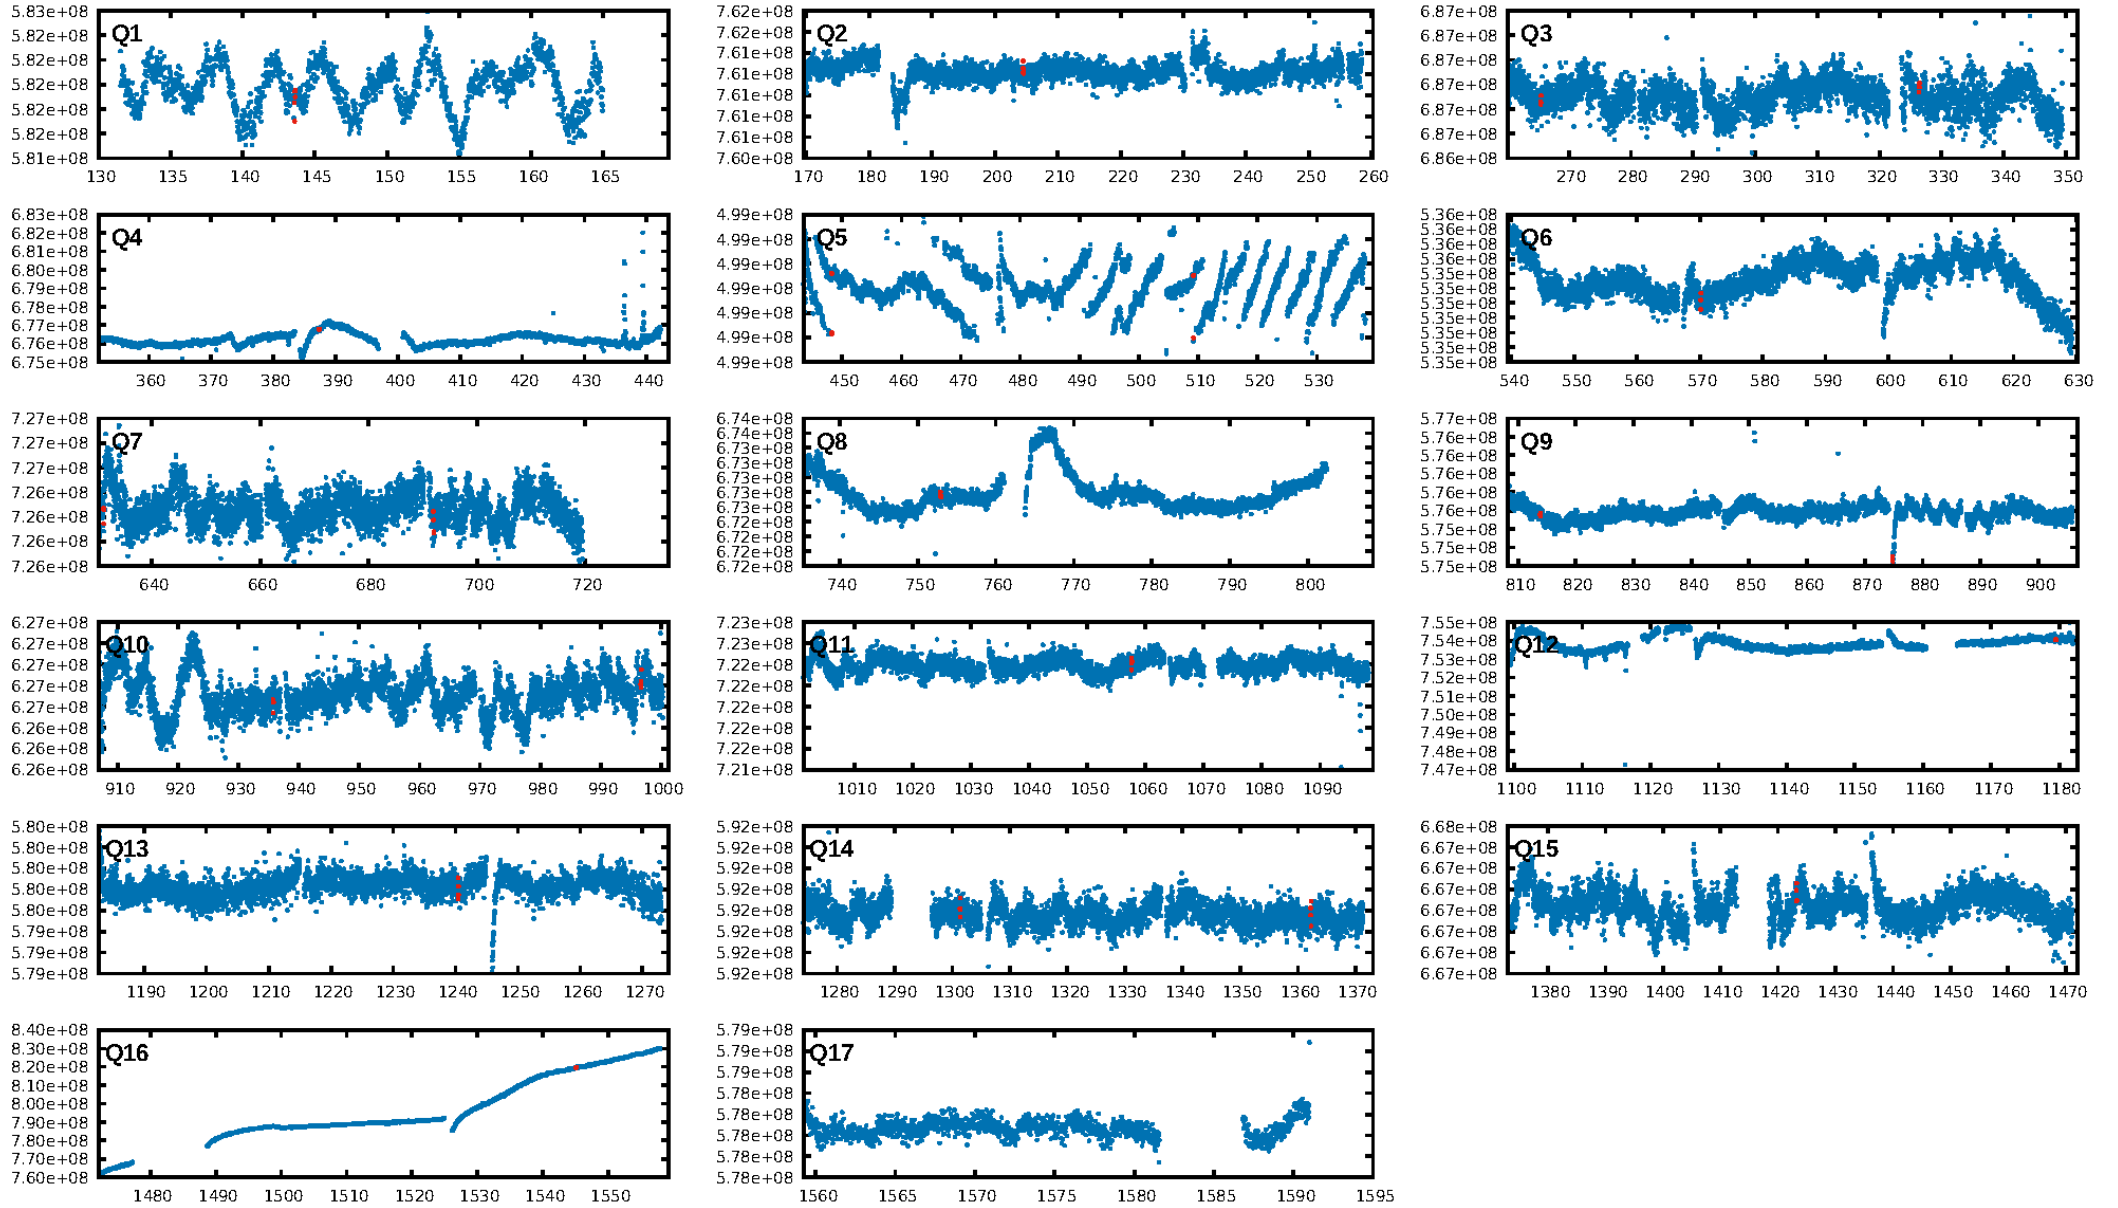 Q1
5.83e+08
5.82e+08
5.82e+08
5.82e+08
5.82e+08
5.82e+08
5.81e+08
130 135 140 145 150 155 160 165
Q2
7.62e+08
7.62e+08
7.61e+08
7.61e+08
7.61e+08
7.61e+08
7.61e+08
7.60e+08
170 180 190 200 210 220 230 240 250 260
Q3
6.87e+08
6.87e+08
6.87e+08
6.87e+08
6.87e+08
6.87e+08
6.86e+08
270 280 290 300 310 320 330 340 350
Q4
6.83e+08
6.82e+08
6.81e+08
6.80e+08
6.79e+08
6.78e+08
6.77e+08
6.76e+08
6.75e+08
360 370 380 390 400 410 420 430 440
Q5
4.99e+08
4.99e+08
4.99e+08
4.99e+08
4.99e+08
4.99e+08
4.99e+08
450 460 470 480 490 500 510 520 530
Q6
5.36e+08
5.36e+08
5.36e+08
5.35e+08
5.35e+08
5.35e+08
5.35e+08
5.35e+08
5.35e+08
5.35e+08
5.35e+08
540 550 560 570 580 590 600 610 620 630
Q7
7.27e+08
7.27e+08
7.27e+08
7.26e+08
7.26e+08
7.26e+08
7.26e+08
640 660 680 700 720
Q8
6.74e+08
6.74e+08
6.73e+08
6.73e+08
6.73e+08
6.73e+08
6.73e+08
6.72e+08
6.72e+08
6.72e+08
6.72e+08
740 750 760 770 780 790 800
Q9
5.77e+08
5.76e+08
5.76e+08
5.76e+08
5.76e+08
5.75e+08
5.75e+08
5.75e+08
810 820 830 840 850 860 870 880 890 900
Q10
6.27e+08
6.27e+08
6.27e+08
6.27e+08
6.27e+08
6.26e+08
6.26e+08
6.26e+08
910 920 930 940 950 960 970 980 990 1000
Q11
7.23e+08
7.23e+08
7.22e+08
7.22e+08
7.22e+08
7.22e+08
7.22e+08
7.21e+08
1010 1020 1030 1040 1050 1060 1070 1080 1090
Q12
7.55e+08
7.54e+08
7.53e+08
7.52e+08
7.51e+08
7.50e+08
7.49e+08
7.48e+08
7.47e+08
1100 1110 1120 1130 1140 1150 1160 1170 1180
Q13
5.80e+08
5.80e+08
5.80e+08
5.80e+08
5.80e+08
5.79e+08
5.79e+08
5.79e+08
1190 1200 1210 1220 1230 1240 1250 1260 1270
Q14
5.92e+08
5.92e+08
5.92e+08
5.92e+08
5.92e+08
5.92e+08
5.92e+08
5.92e+08
1280 1290 1300 1310 1320 1330 1340 1350 1360 1370
Q15
6.68e+08
6.67e+08
6.67e+08
6.67e+08
6.67e+08
6.67e+08
6.67e+08
1380 1390 1400 1410 1420 1430 1440 1450 1460 1470
Q16
8.40e+08
8.30e+08
8.20e+08
8.10e+08
8.00e+08
7.90e+08
7.80e+08
7.70e+08
7.60e+08
1480 1490 1500 1510 1520 1530 1540 1550
Q17
5.79e+08
5.79e+08
5.79e+08
5.78e+08
5.78e+08
5.78e+08
5.78e+08
5.78e+08
1560 1565 1570 1575 1580 1585 1590 1595